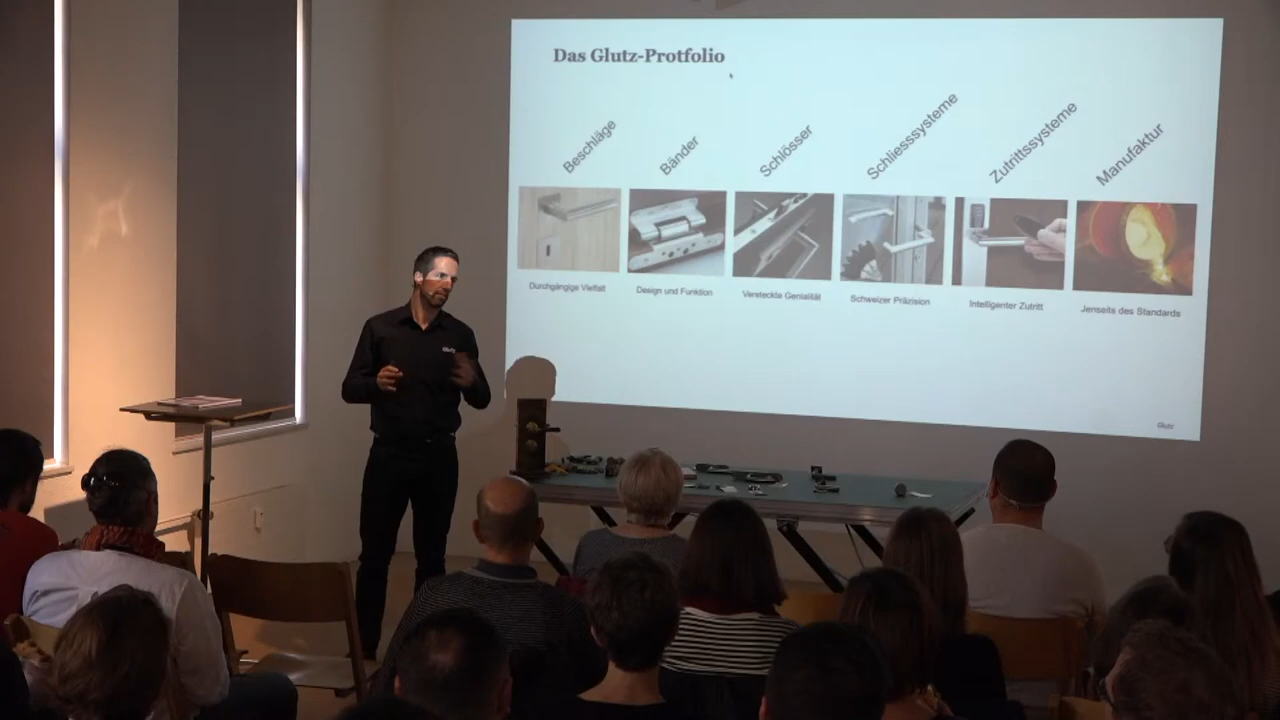 Das Glutz-Protfolio
Beschläge
Bänder
Schlösser
Schliesssysteme
Zutrittssysteme
Manufaktur
Durchgängige Vielfalt
Design und Funktion
Versteckte Genialität
Schweizer Präzision
Intelligenter Zutritt
Jenseits des Standards
Glutz
Glutz